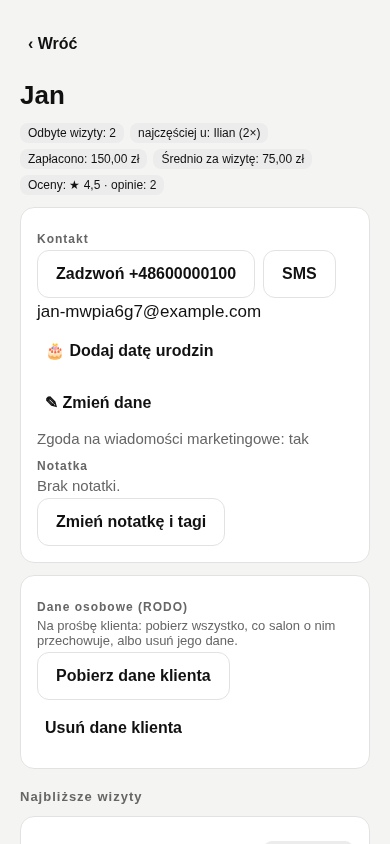 ‹ Wróć
Jan
Odbyte wizyty: 2 najczęściej u: Ilian (2×)
Zapłacono: 150,00 zł Średnio za wizytę: 75,00 zł
Oceny: ★ 4,5 · opinie: 2
Kontakt
Zadzwoń +48600000100 SMS
jan-mwpia6g7@example.com
🎂 Dodaj datę urodzin
✎ Zmień dane
Zgoda na wiadomości marketingowe: tak
Notatka
Brak notatki.
Zmień notatkę i tagi
Dane osobowe (RODO)
Na prośbę klienta: pobierz wszystko, co salon o nim
przechowuje, albo usuń jego dane.
Pobierz dane klienta
Usuń dane klienta
Najbliższe wizyty